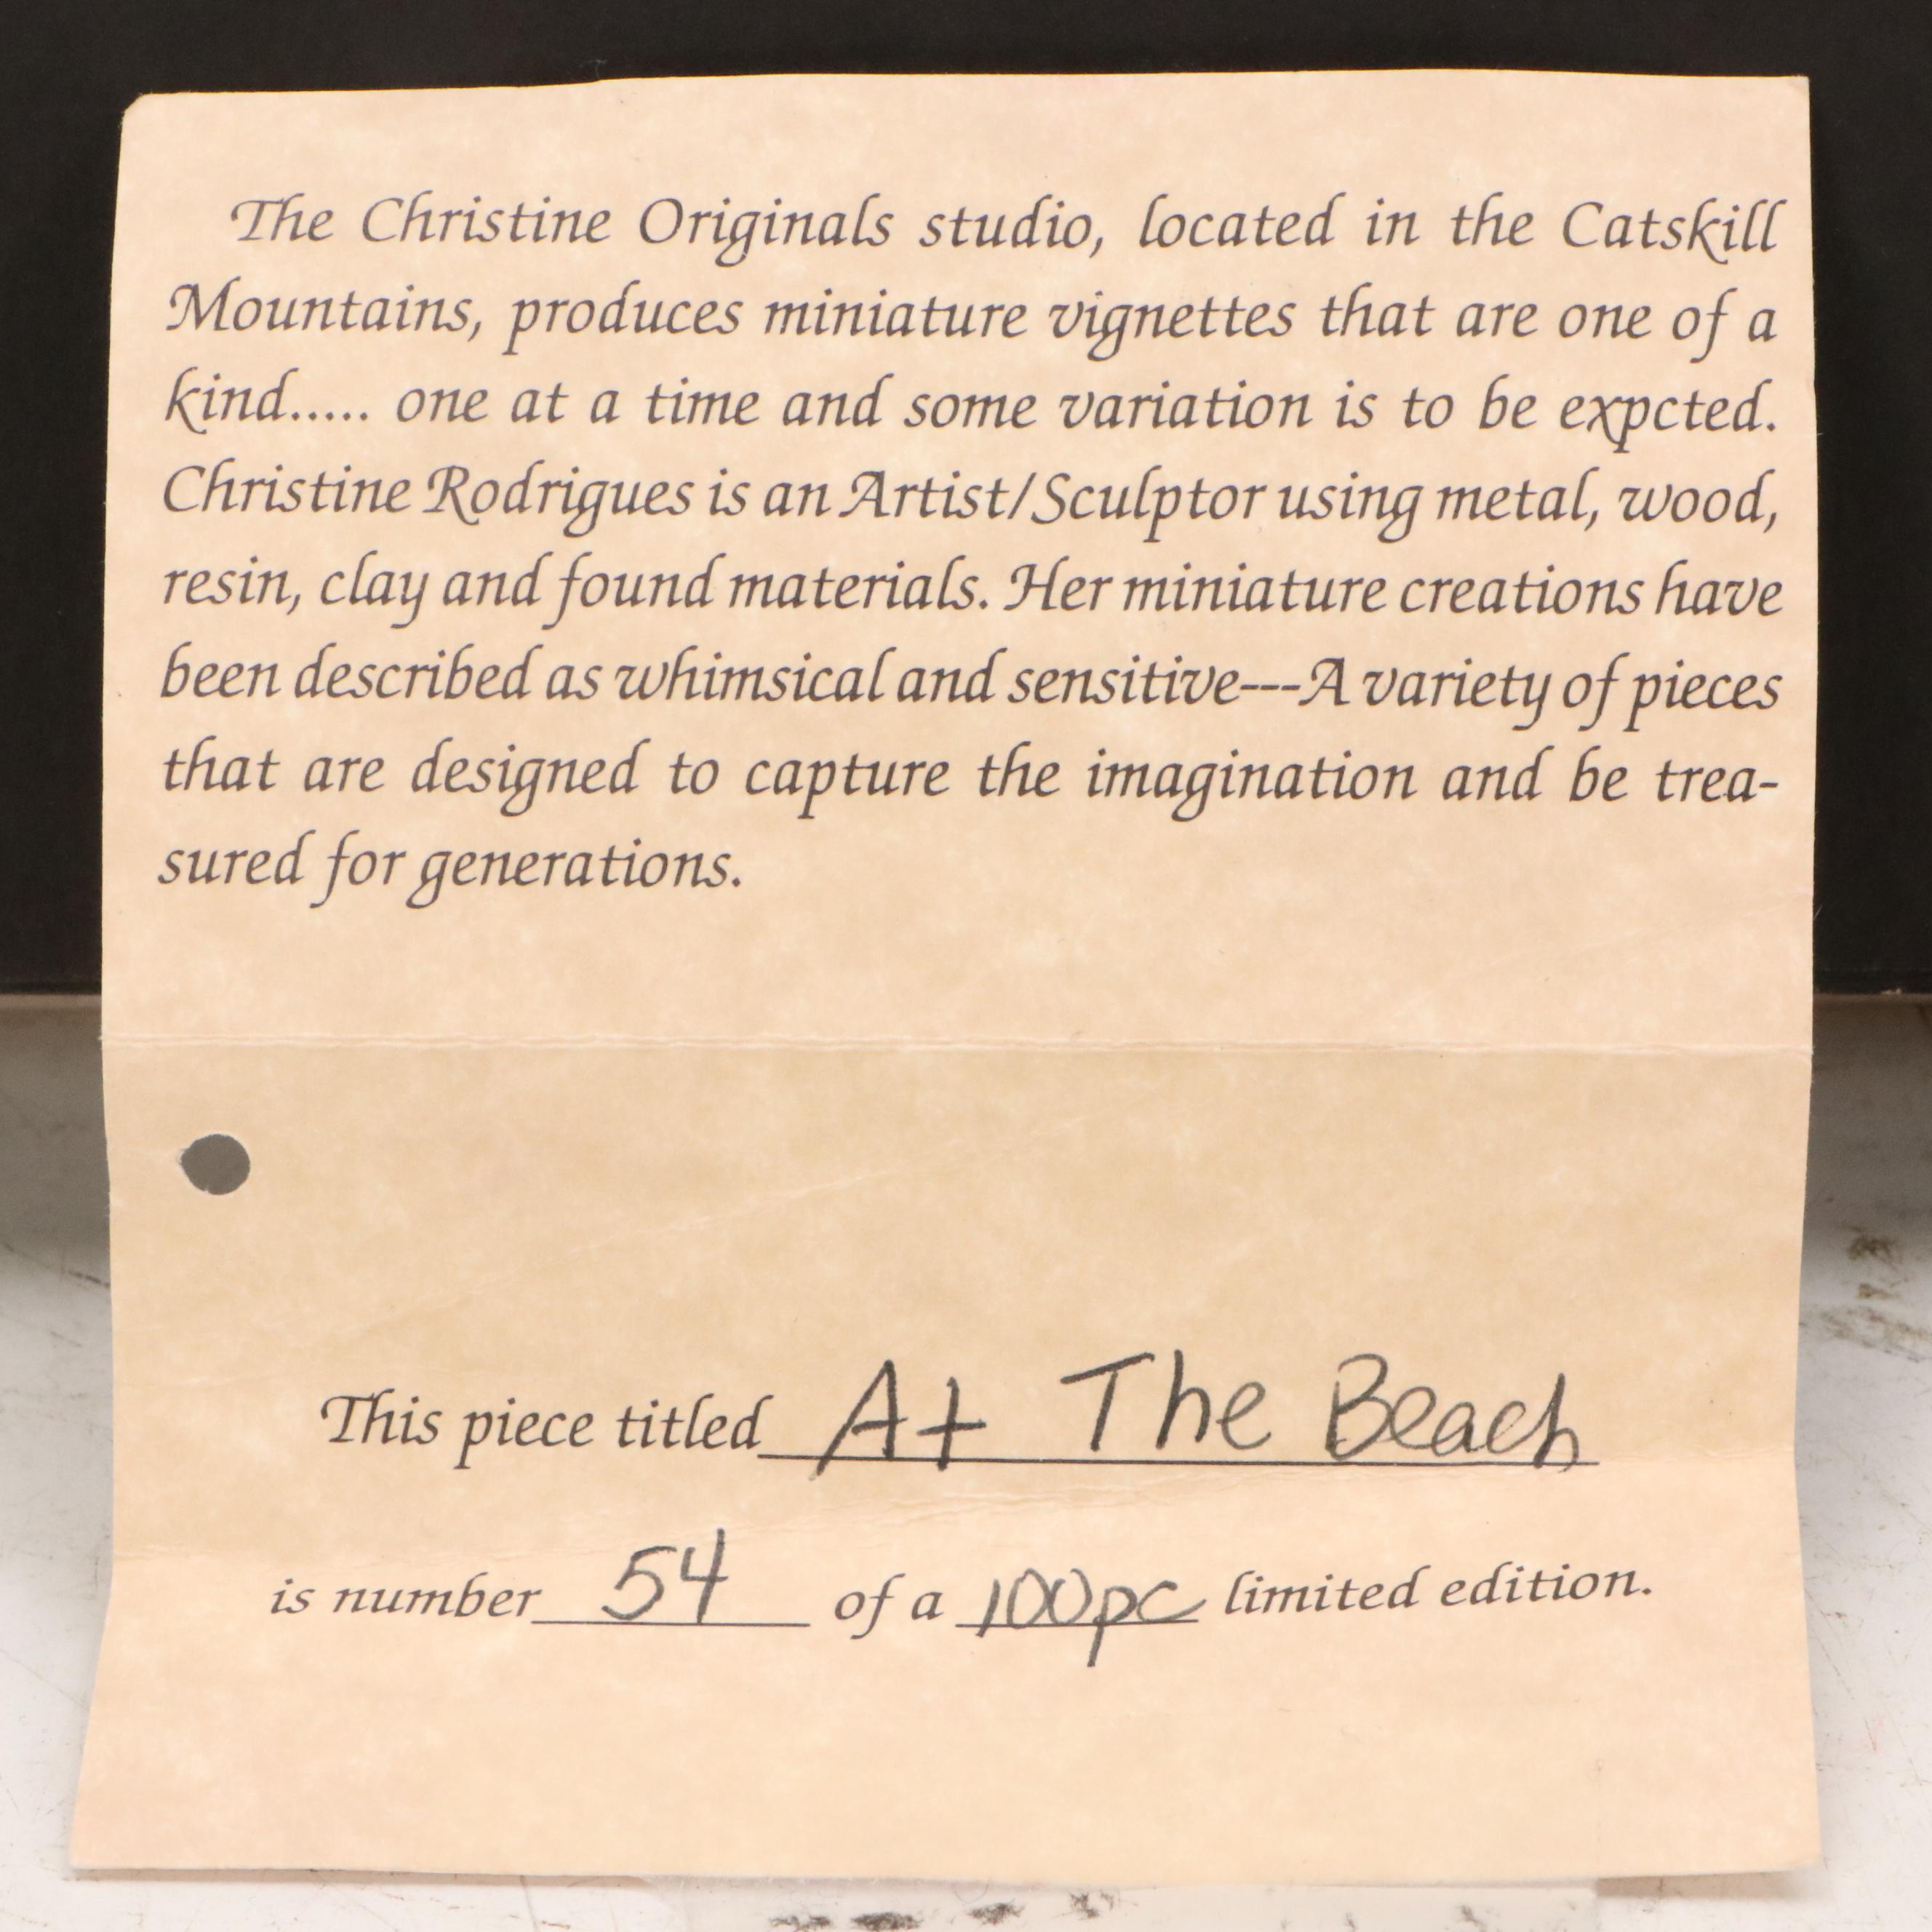 The Christine Originals studio, located in the Catskill
Mountains, produces miniature vignettes that are one of a
kind..... one at a time and some variation is to be expcted.
Christine Rodrigues is an Artist/Sculptor using metal, wood,
resin, clay and found materials. Her miniature creations have
been described as whimsical and sensitive---A variety of pieces
that are designed to capture the imagination and be trea-
sured for generations.
This piece titled At The Beach
is number 54 of a 100pc limited edition.